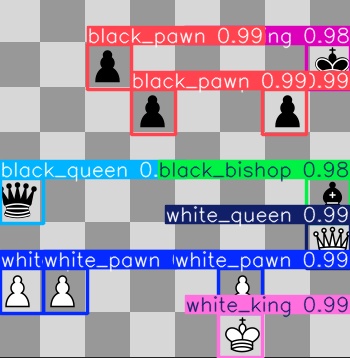 black_pawn 0.99 ng 0.98
black_pawn 0.99 0.99
black_queen 0. black_bishop 0.98
white_queen 0.99
whit white_pawn white_pawn 0.99
white_king 0.99